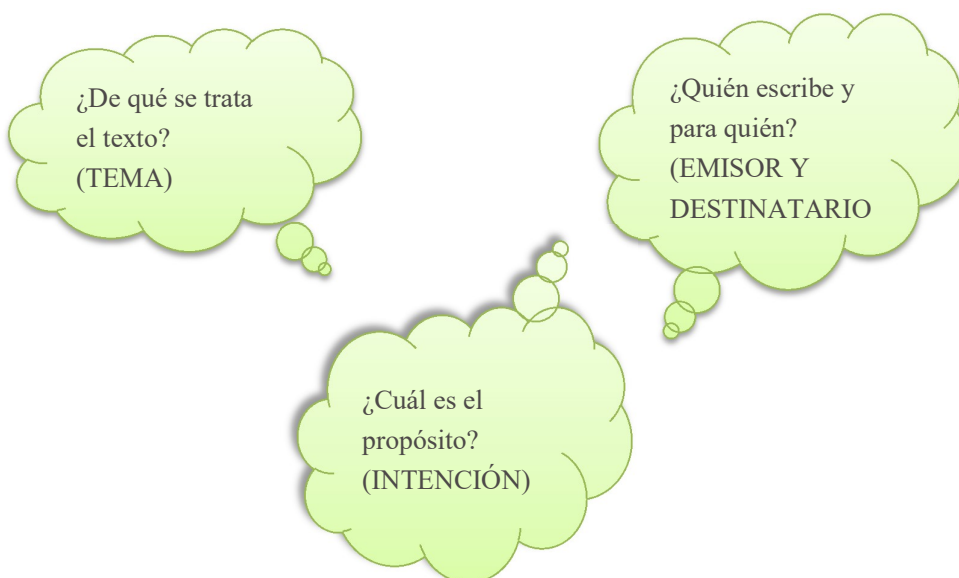 ¿De qué se trata
el texto?
(TEMA)
¿Quién escribe y
para quién?
(EMISOR Y
DESTINATARIO
¿Cuál es el
propósito?
(INTENCIÓN)